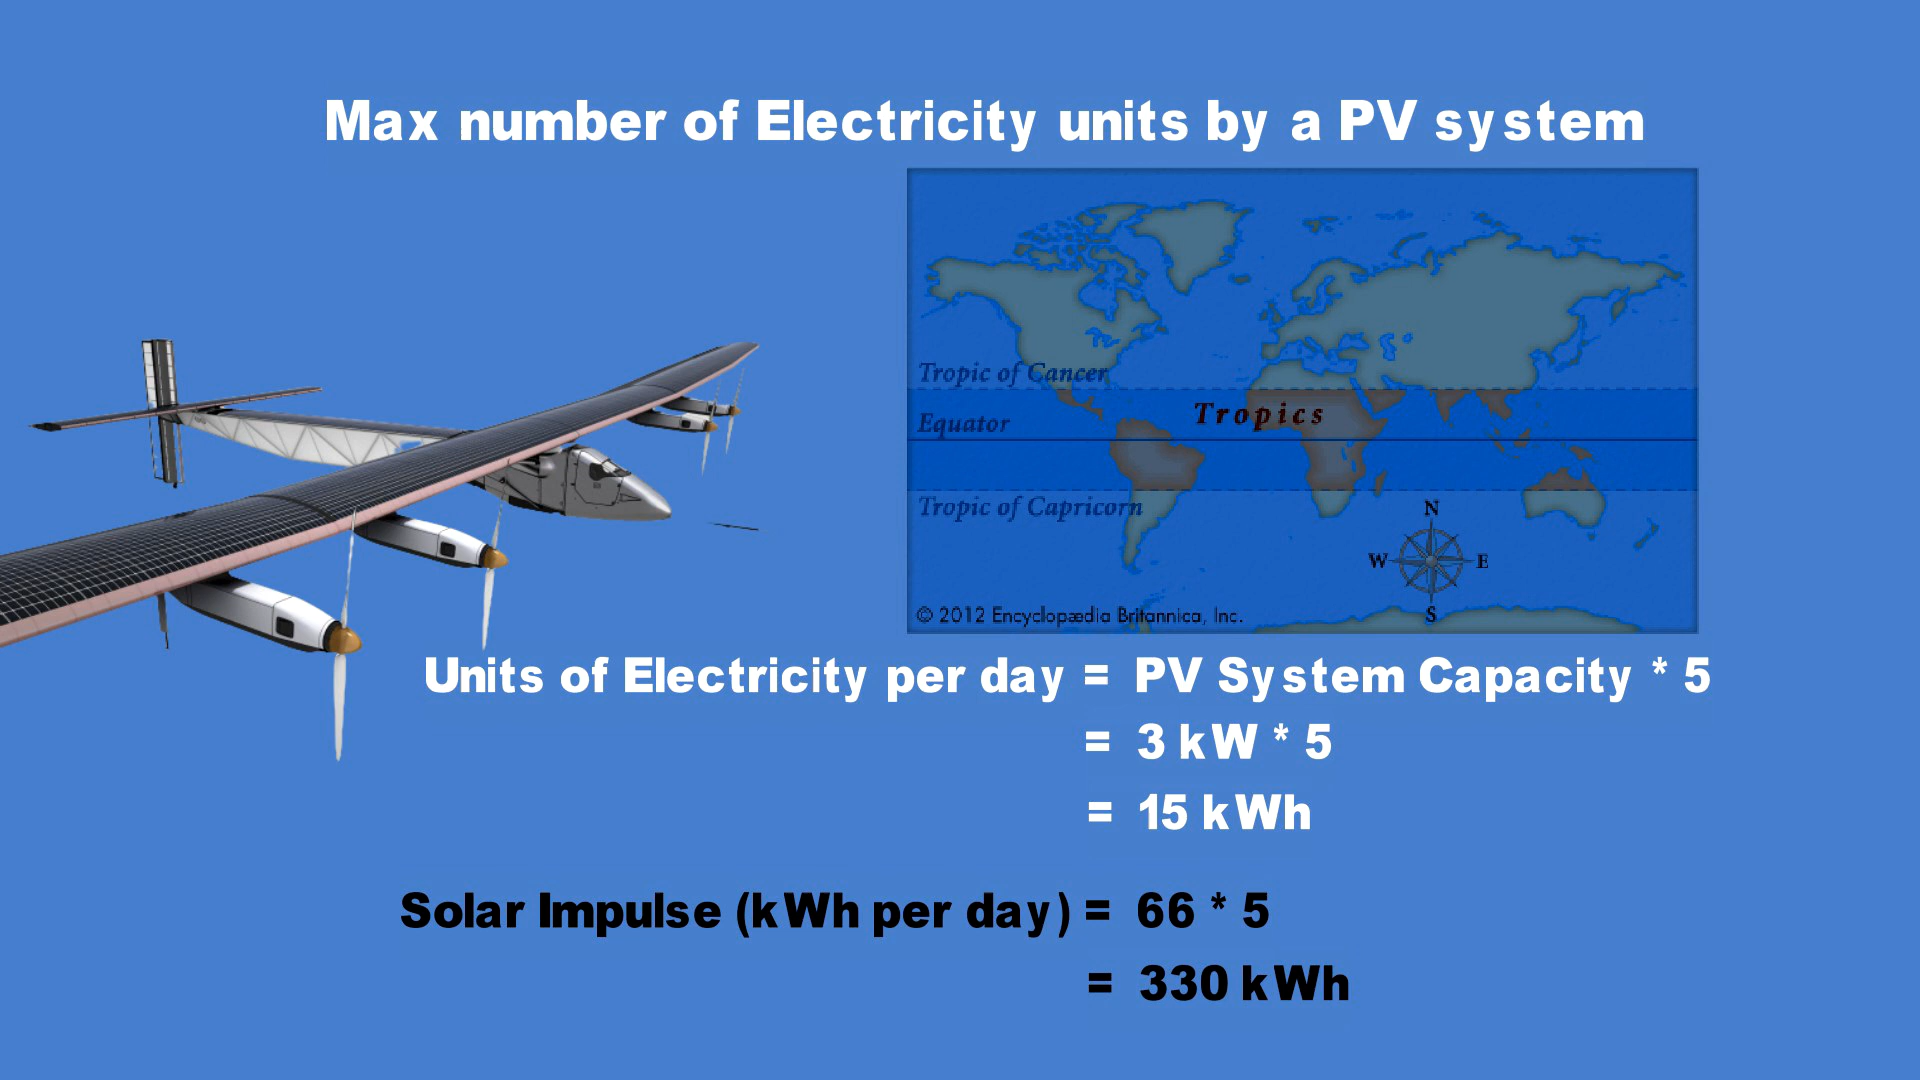 Max number of Electricity units by a PV system
Tropic of Cancer
Tropics
Equator
Tropic of Capricorn
N
W E
S
© 2012 Encyclopædia Britannica, Inc.
Units of Electricity per day = PV System Capacity * 5
= 3 kW * 5
= 15 kWh
Solar Impulse (kWh per day) = 66 * 5
= 330 kWh